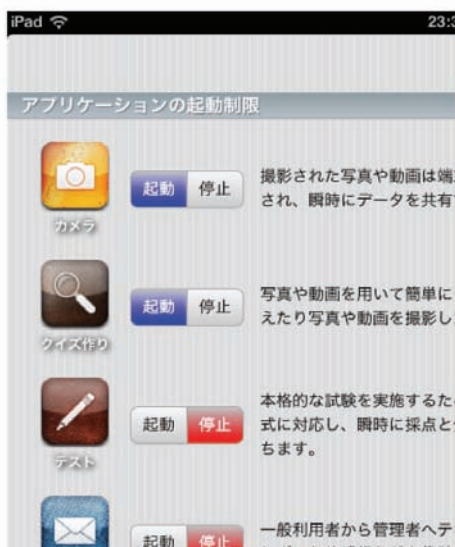 iPad
アプリケーションの起動制限
カメラ
起動 停止
撮影された写真や動画は端
され、瞬時にデータを共有
クイズ作り
起動 停止
写真や動画を用いて簡単に
えたり写真や動画を撮影し
テスト
起動 停止
本格的な試験を実施するた
式に対応し、瞬時に採点と
ちます。
起動 停止
一般利用者から管理者へテ